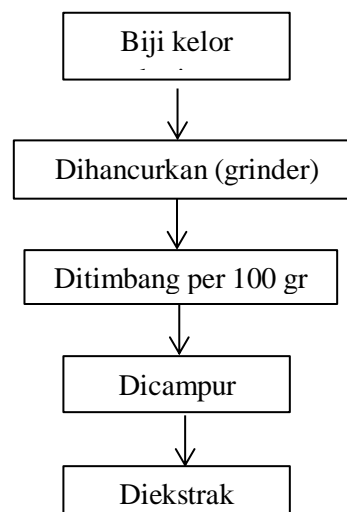 Biji kelor
Dihancurkan (grinder)
Ditimbang per 100 gr
Dicampur
Diekstrak